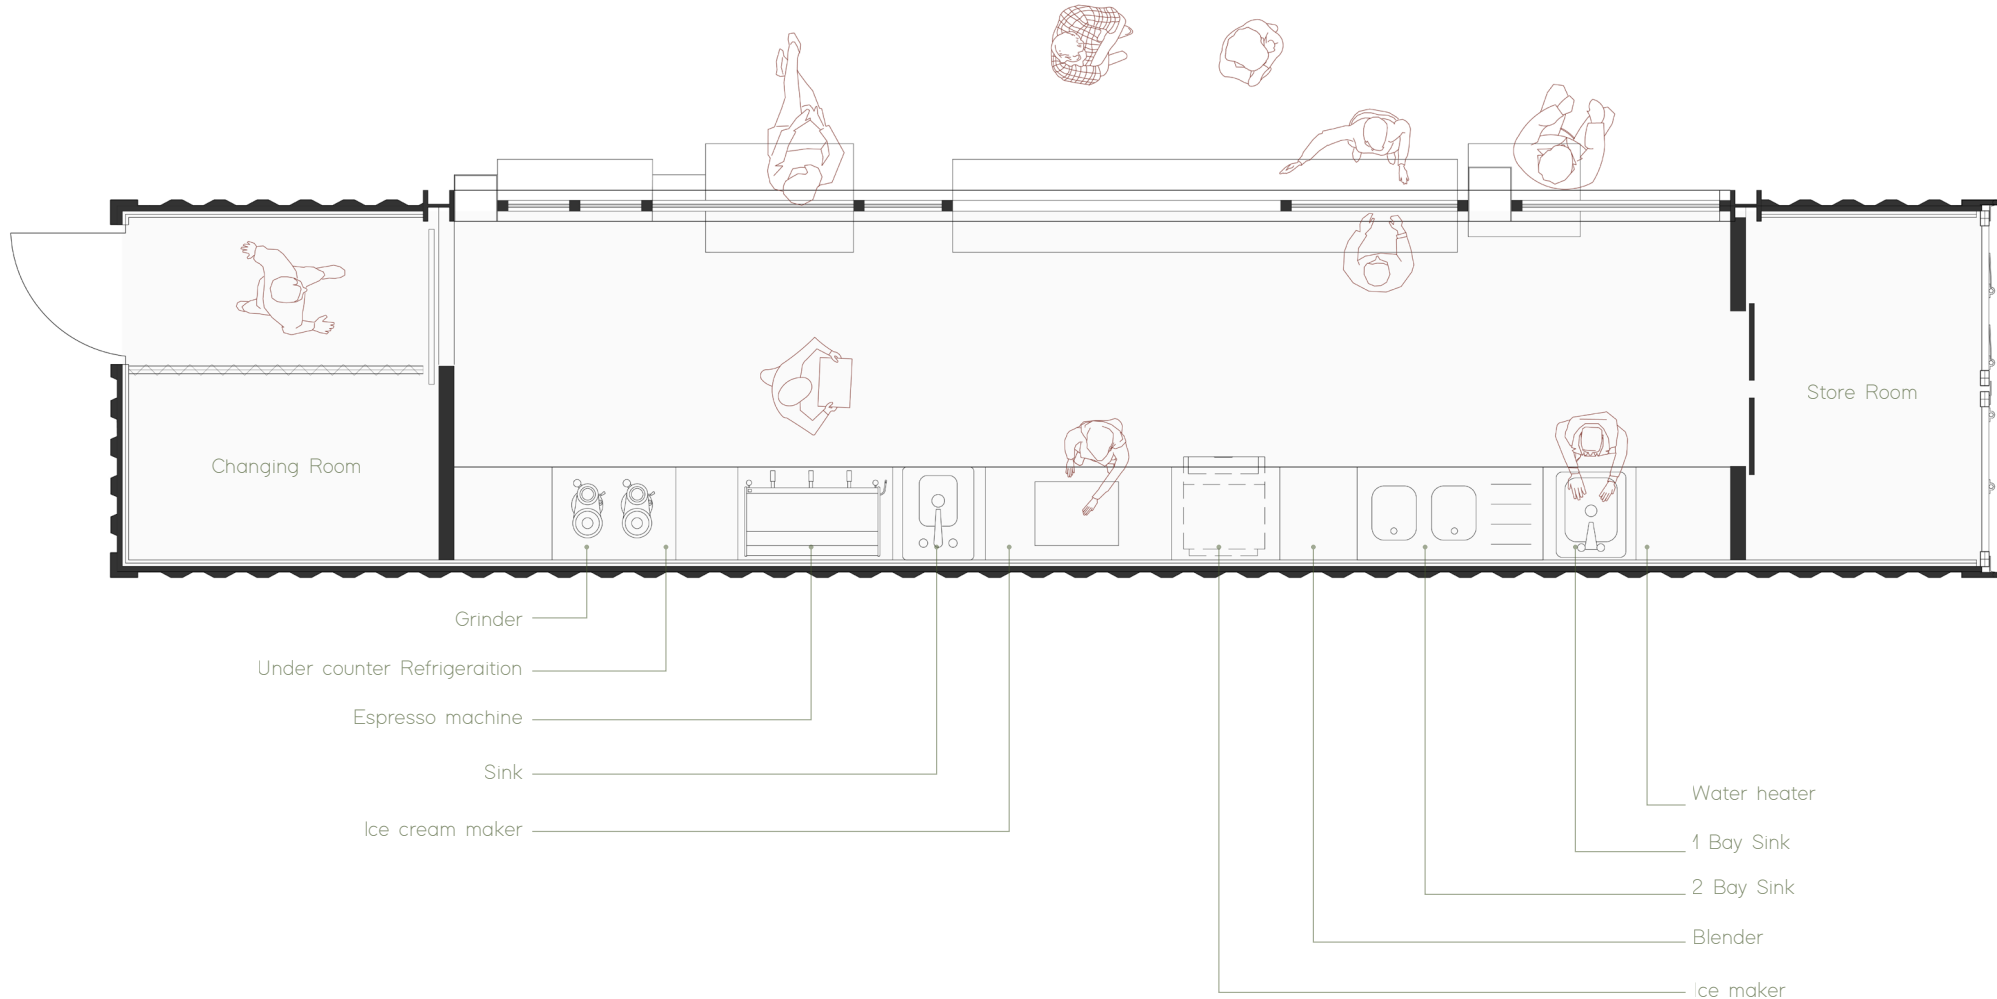 Store Room
Changing Room
Grinder
Under counter Refrigeraition
Espresso machine
Sink
Ice cream maker
Water heater
1 Bay Sink
2 Bay Sink
Blender
Ice maker